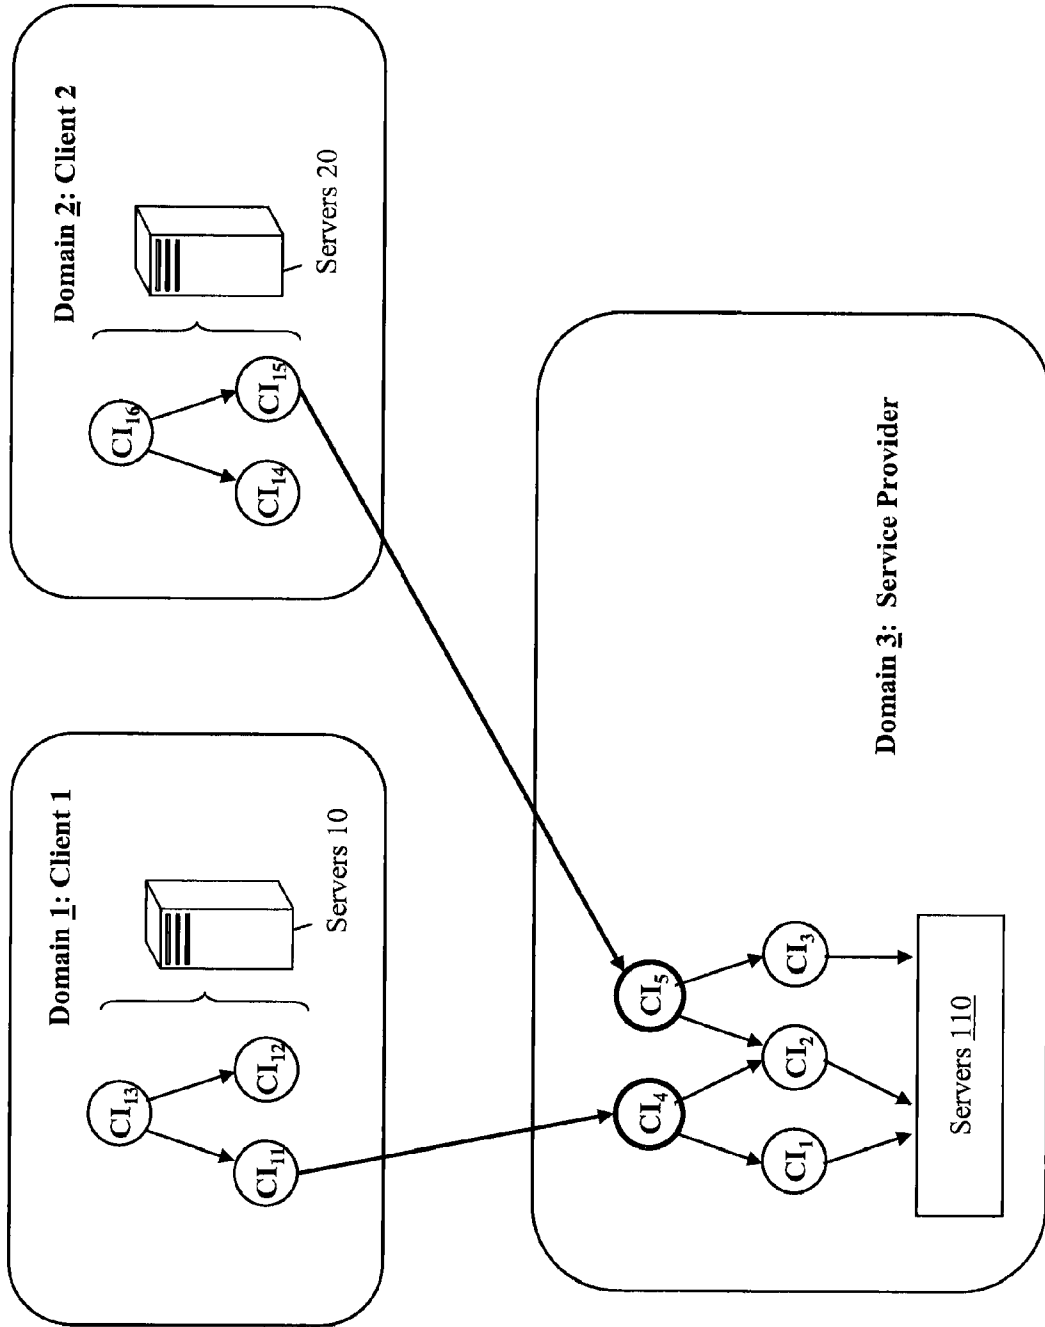 Domain 1: Client 1
CI13
CI11
CI12
Servers 10
Domain 2: Client 2
CI16
CI14
CI15
Servers 20
CI4
CI5
CI1
CI2
CI3
Servers 110
Domain 3: Service Provider